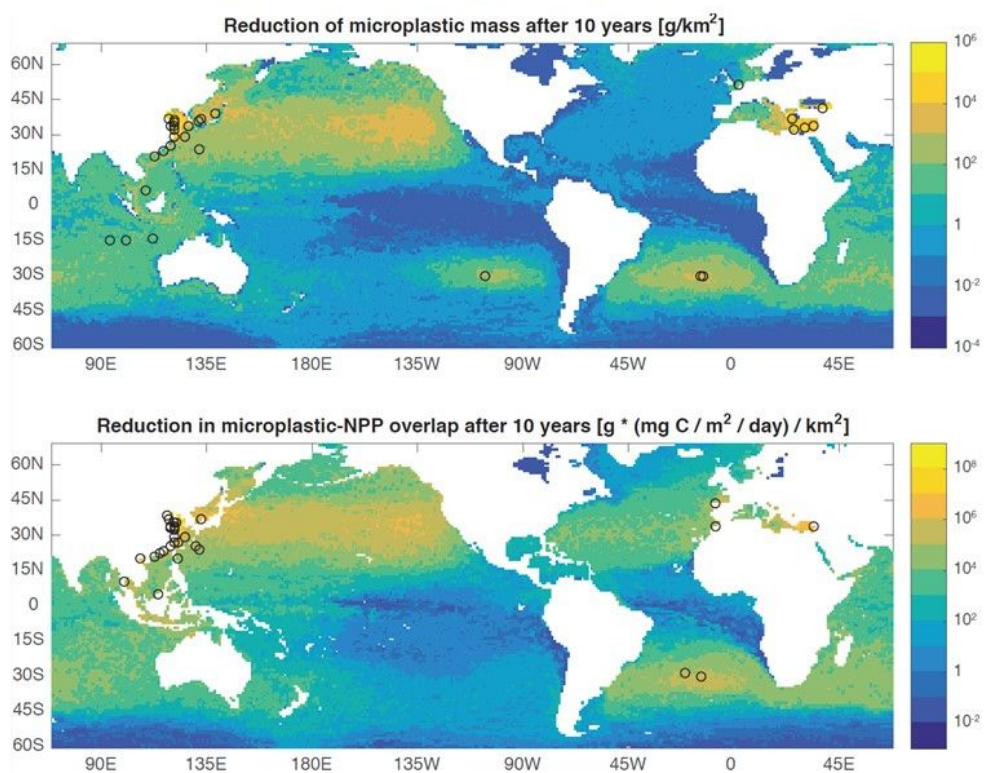 Reduction of microplastic mass after 10 years [g/km²]
60N
45N
30N
15N
0
15S
30S
45S
60S
90E 135E 180E 135W 90W 45W 0 45E
10⁶
10⁴
10²
1
10⁻²
10⁻⁴
Reduction in microplastic-NPP overlap after 10 years [g * (mg C / m² / day) / km²]
60N
45N
30N
15N
0
15S
30S
45S
60S
90E 135E 180E 135W 90W 45W 0 45E
10⁸
10⁶
10⁴
10²
1
10⁻²